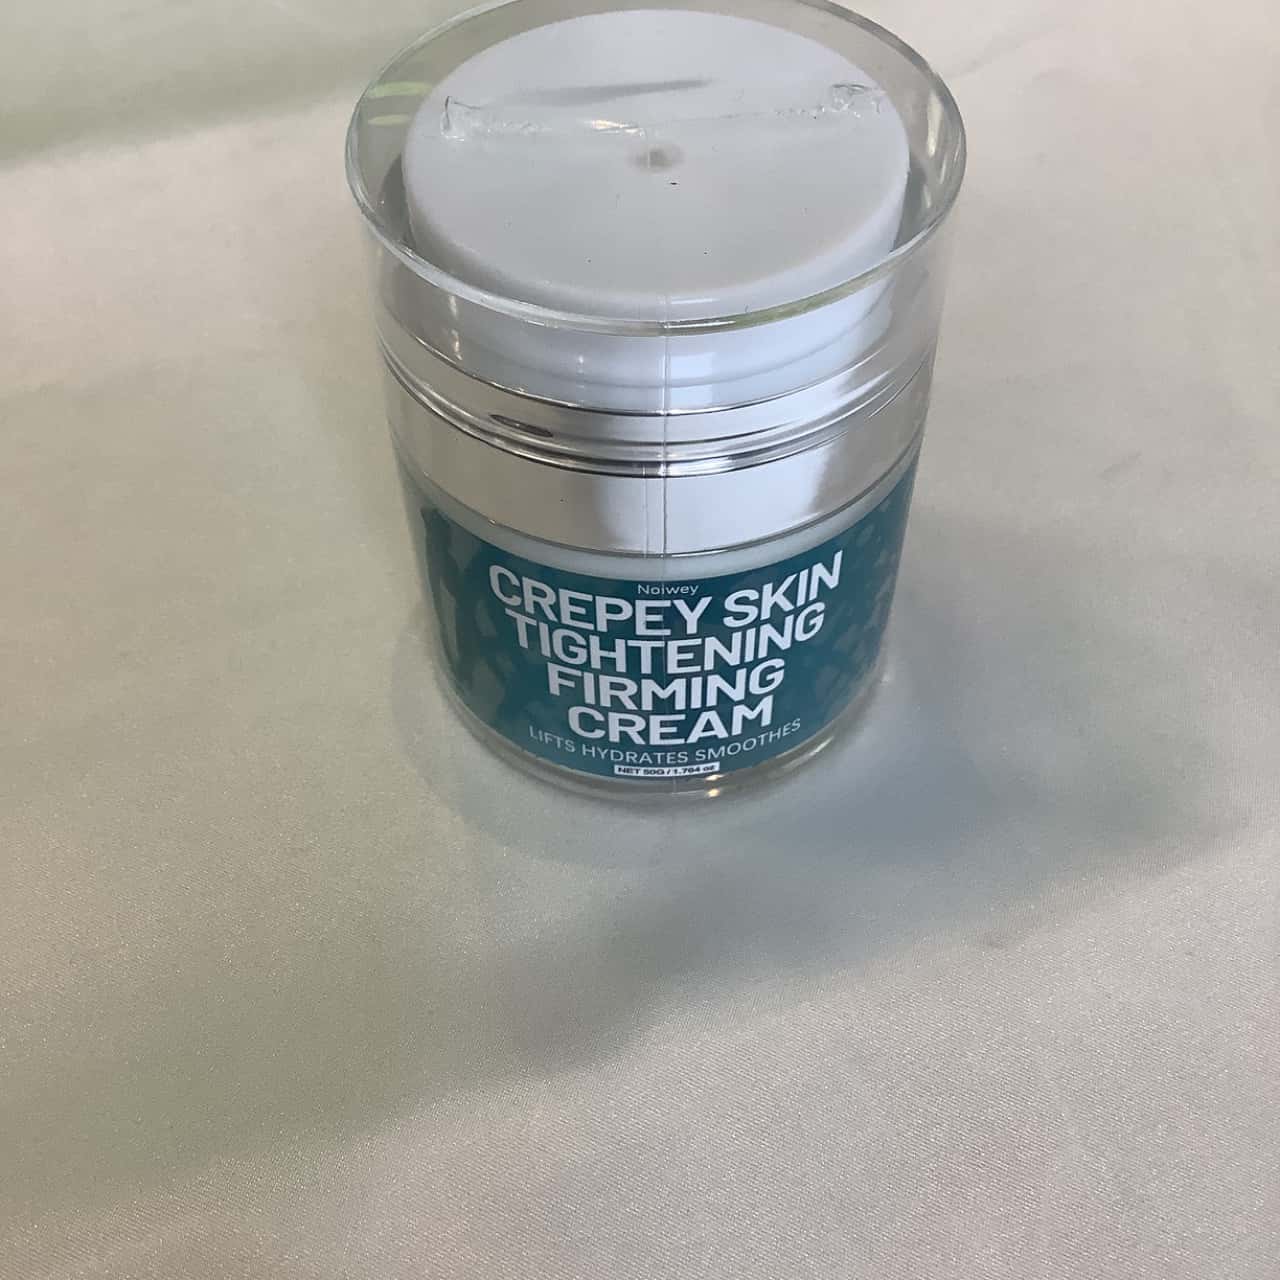 Noiwey
CREPEY SKIN
TIGHTENING
FIRMING
CREAM
LIFTS HYDRATES SMOOTHES
NET 50G / 1.764 oz